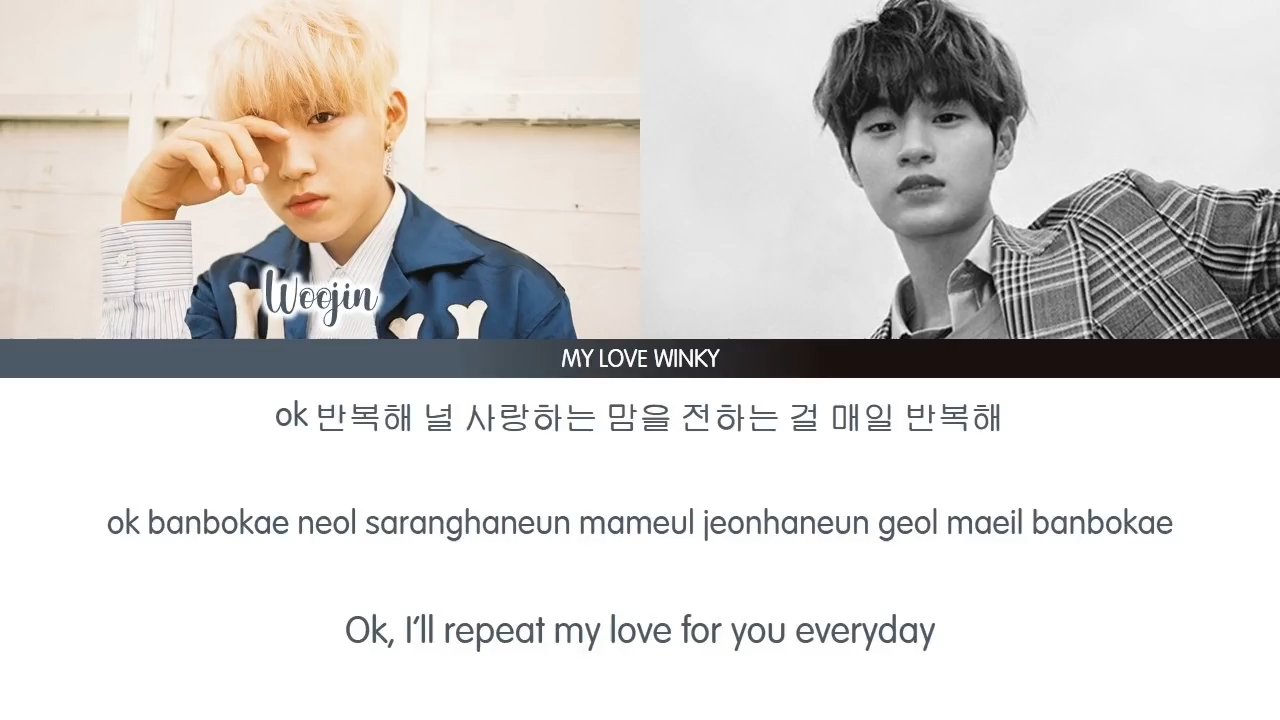 Woojin
MY LOVE WINKY
ok 반복해 널 사랑하는 맘을 전하는 걸 매일 반복해
ok banbokae neol saranghaneun mameul jeonhaneun geol maeil banbokae
Ok, I'll repeat my love for you everyday